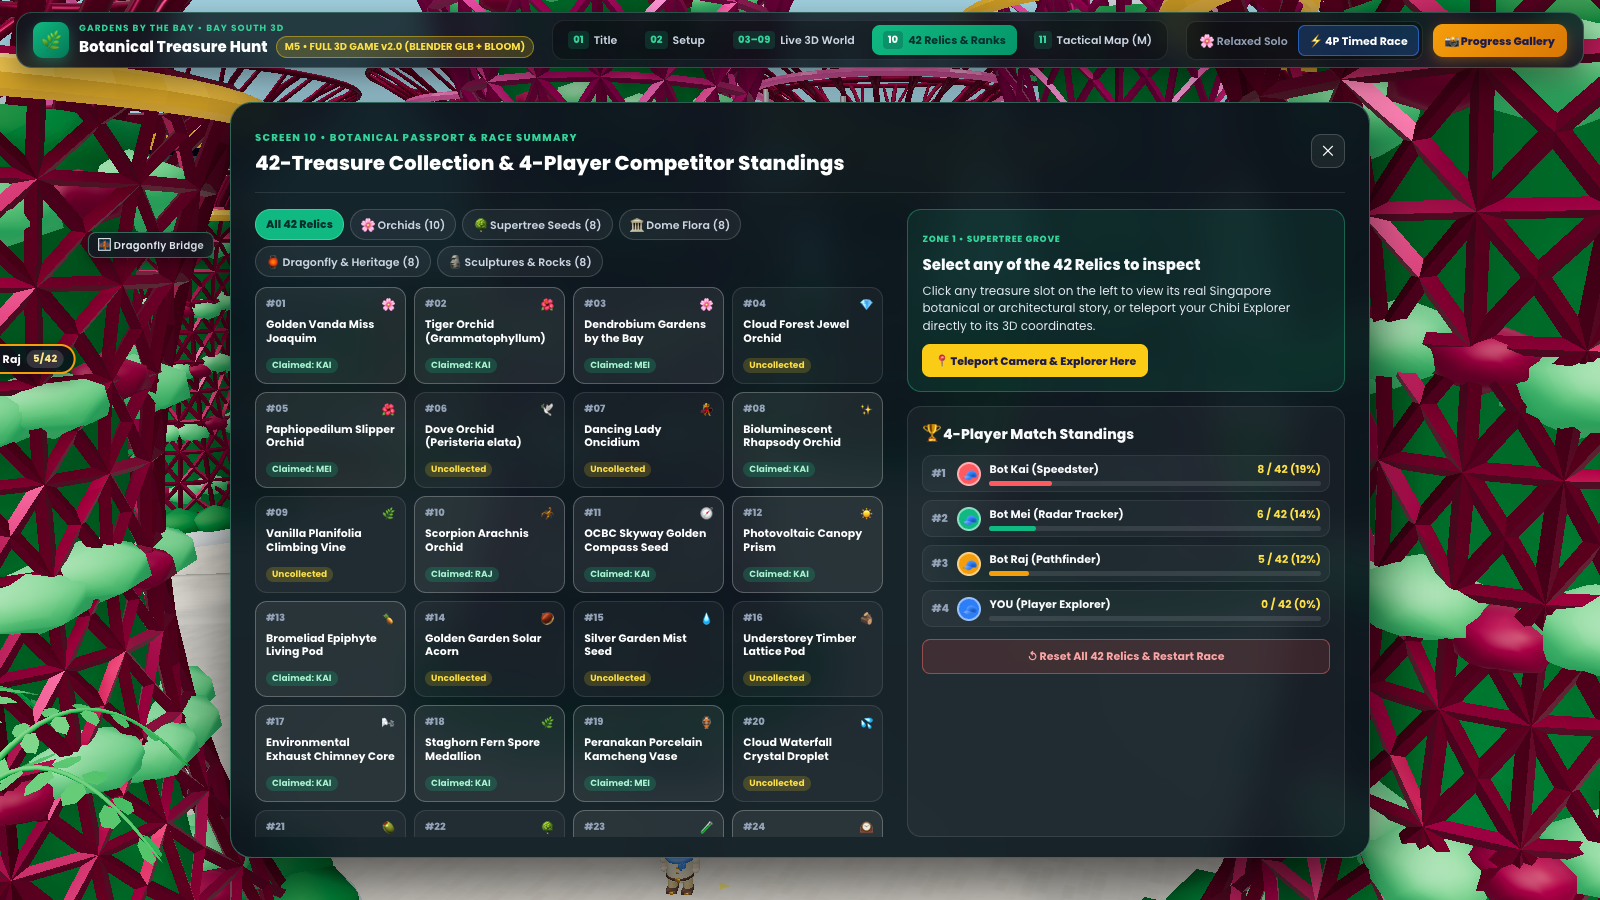 GARDENS BY THE BAY • BAY SOUTH 3D
Botanical Treasure Hunt
M5 • FULL 3D GAME v2.0 (BLENDER GLB + BLOOM)
01 Title
02 Setup
03-09 Live 3D World
10 42 Relics & Ranks
11 Tactical Map (M)
Relaxed Solo
4P Timed Race
Progress Gallery
Dragonfly Bridge
Raj 5/42
SCREEN 10 • BOTANICAL PASSPORT & RACE SUMMARY
42-Treasure Collection & 4-Player Competitor Standings
All 42 Relics
Orchids (10)
Supertree Seeds (8)
Dome Flora (8)
Dragonfly & Heritage (8)
Sculptures & Rocks (8)
#01
Golden Vanda Miss
Joaquim
Claimed: KAI
#02
Tiger Orchid
(Grammatophyllum)
Claimed: KAI
#03
Dendrobium Gardens
by the Bay
Claimed: MEI
#04
Cloud Forest Jewel
Orchid
Uncollected
#05
Paphiopedilum Slipper
Orchid
Claimed: MEI
#06
Dove Orchid
(Peristeria elata)
Uncollected
#07
Dancing Lady
Oncidium
Uncollected
#08
Bioluminescent
Rhapsody Orchid
Claimed: KAI
#09
Vanilla Planifolia
Climbing Vine
Uncollected
#10
Scorpion Arachnis
Orchid
Claimed: RAJ
#11
OCBC Skyway Golden
Compass Seed
Claimed: KAI
#12
Photovoltaic Canopy
Prism
Claimed: KAI
#13
Bromeliad Epiphyte
Living Pod
Claimed: KAI
#14
Golden Garden Solar
Acorn
Uncollected
#15
Silver Garden Mist
Seed
Uncollected
#16
Understorey Timber
Lattice Pod
Uncollected
#17
Environmental
Exhaust Chimney Core
Claimed: KAI
#18
Staghorn Fern Spore
Medallion
Claimed: KAI
#19
Peranakan Porcelain
Kamcheng Vase
Claimed: MEI
#20
Cloud Waterfall
Crystal Droplet
Uncollected
#21
#22
#23
#24
ZONE 1 • SUPERTREE GROVE
Select any of the 42 Relics to inspect
Click any treasure slot on the left to view its real Singapore
botanical or architectural story, or teleport your Chibi Explorer
directly to its 3D coordinates.
Teleport Camera & Explorer Here
4-Player Match Standings
#1 Bot Kai (Speedster) 8 / 42 (19%)
#2 Bot Mei (Radar Tracker) 6 / 42 (14%)
#3 Bot Raj (Pathfinder) 5 / 42 (12%)
#4 YOU (Player Explorer) 0 / 42 (0%)
↺ Reset All 42 Relics & Restart Race